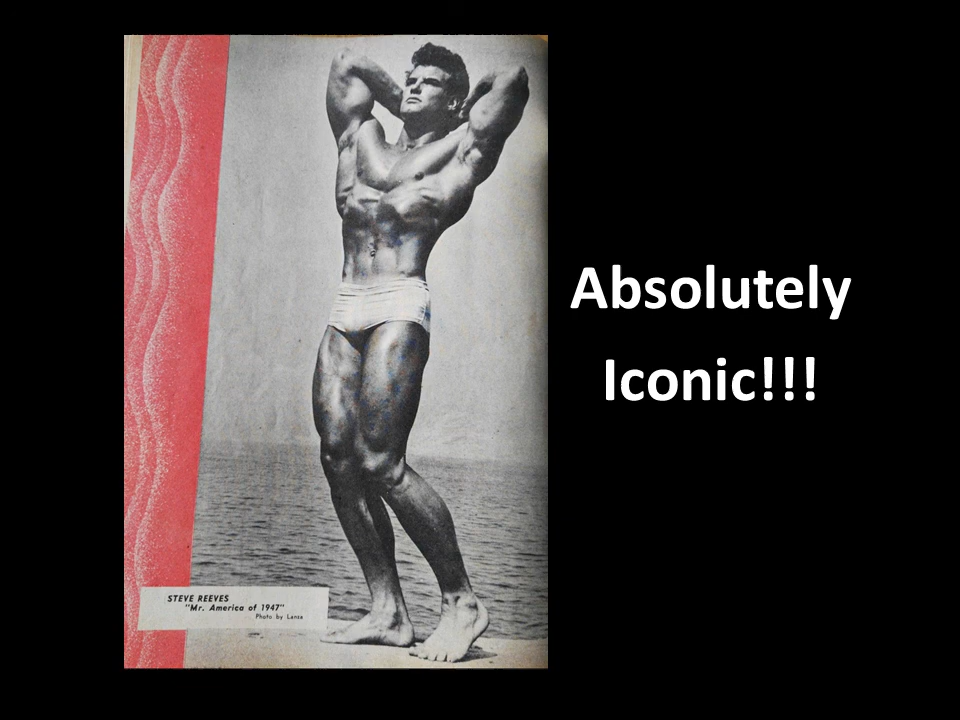 Absolutely
Iconic!!!
STEVE REEVES
"Mr. America of 1947"
Photo by Lanza